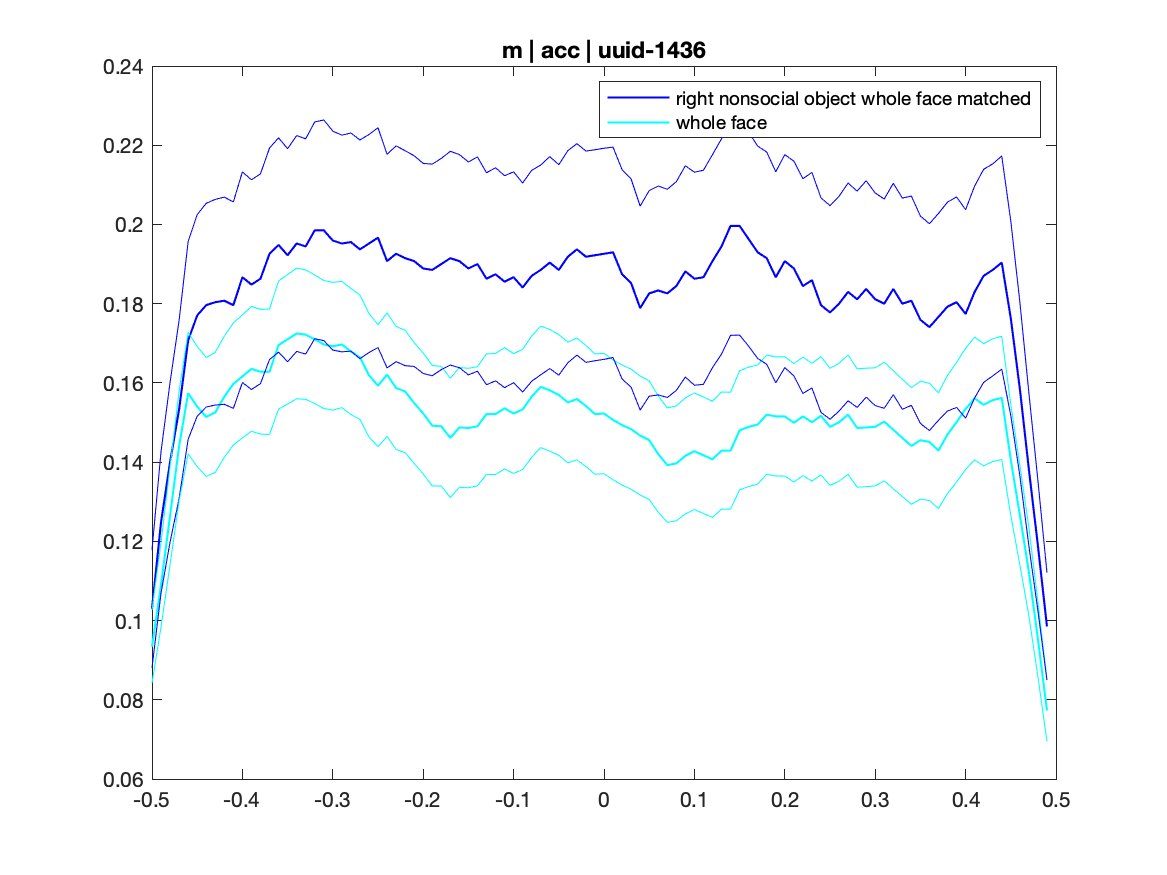 m | acc | uuid-1436
right nonsocial object whole face matched
whole face
0.24
0.22
0.2
0.18
0.16
0.14
0.12
0.1
0.08
0.06
-0.5 -0.4 -0.3 -0.2 -0.1 0 0.1 0.2 0.3 0.4 0.5